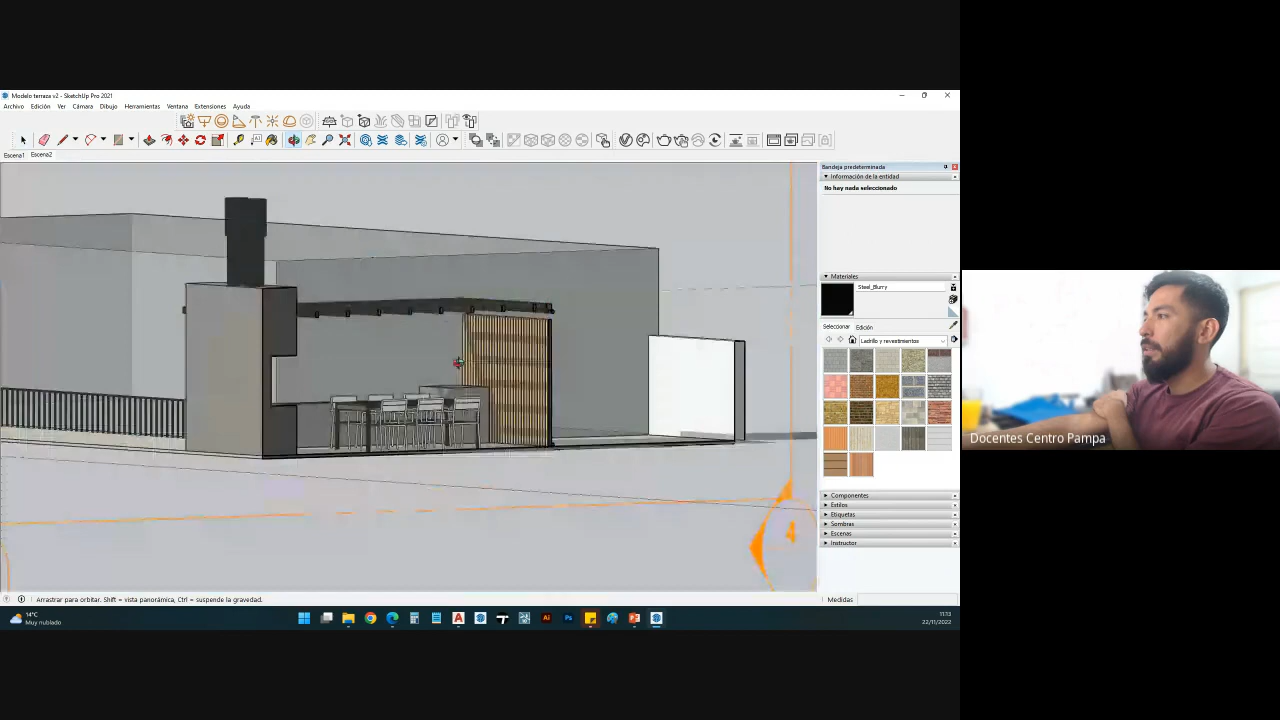 Modelo terraza v2 - SketchUp Pro 2021
Archivo Edición Ver Cámara Dibujo Herramientas Ventana Extensiones Ayuda
Escena1 Escena2
Bandeja predeterminada
Información de la entidad
No hay nada seleccionado
Materiales
Steel_Blurry
Seleccionar Edición
Ladrillo y revestimientos
Componentes
Estilos
Etiquetas
Sombras
Escenas
Instructor
4
Docentes Centro Pampa
Arrastrar para orbitar. Shift = vista panorámica, Ctrl = suspende la gravedad.
Medidas
14°C
Muy nublado
11:13
22/11/2022